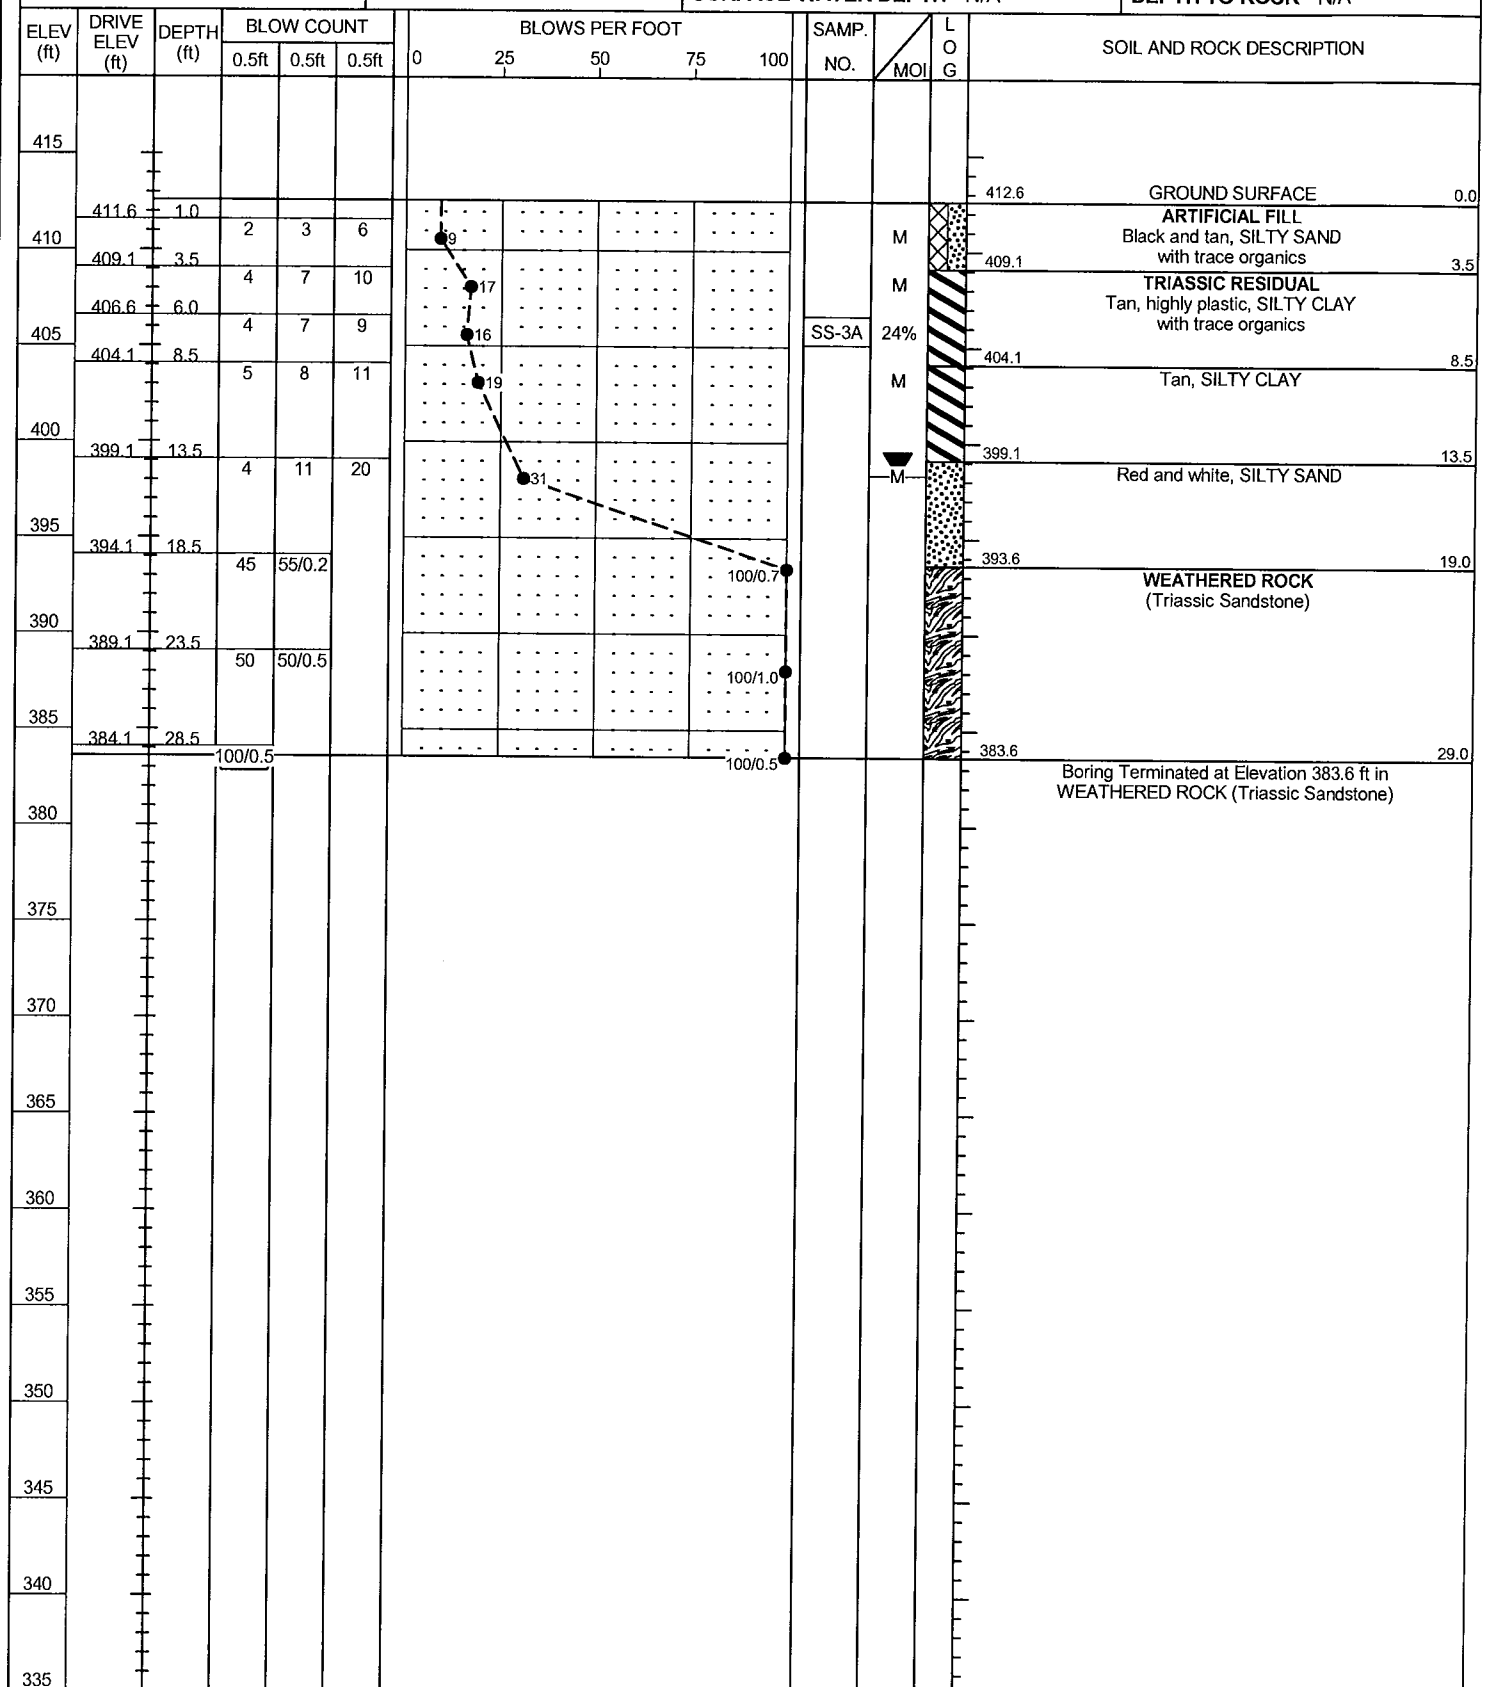 N/A
DEPTH TO ROCK N/A
ELEV (ft)
DRIVE ELEV (ft)
DEPTH (ft)
BLOW COUNT
0.5ft 0.5ft 0.5ft
BLOWS PER FOOT
0 25 50 75 100
SAMP. NO.
MOI
LOG
SOIL AND ROCK DESCRIPTION
415
412.6 GROUND SURFACE 0.0
411.6 1.0
ARTIFICIAL FILL
2 3 6 9 M Black and tan, SILTY SAND
410 with trace organics
409.1 3.5 409.1 3.5
4 7 10 17 M TRIASSIC RESIDUAL
Tan, highly plastic, SILTY CLAY
406.6 6.0 with trace organics
4 7 9 16 SS-3A 24%
405
404.1 8.5 404.1 8.5
5 8 11 19 M Tan, SILTY CLAY
400
399.1 13.5 399.1 13.5
4 11 20 31 M Red and white, SILTY SAND
395
394.1 18.5 393.6 19.0
45 55/0.2 100/0.7 WEATHERED ROCK
(Triassic Sandstone)
390
389.1 23.5
50 50/0.5 100/1.0
385
384.1 28.5 383.6 29.0
100/0.5 100/0.5
Boring Terminated at Elevation 383.6 ft in
WEATHERED ROCK (Triassic Sandstone)
380
375
370
365
360
355
350
345
340
335